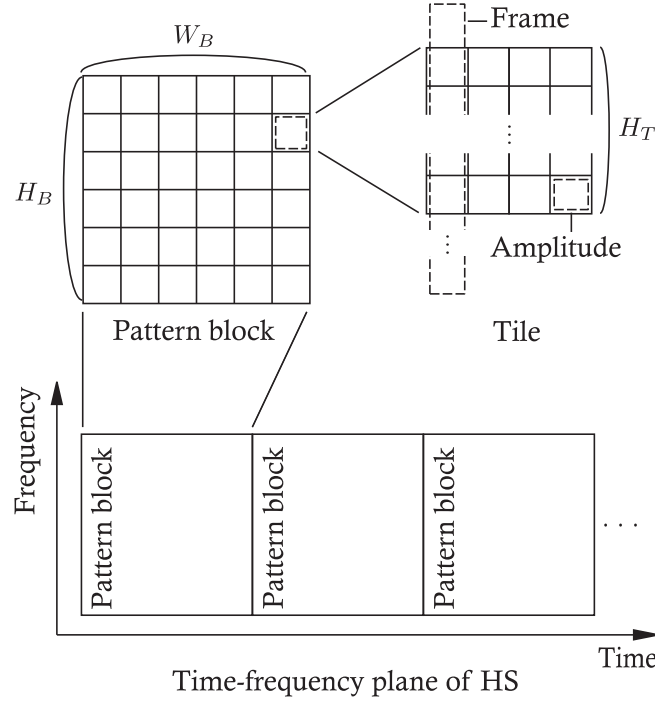 W_B
Frame
H_B
H_T
Amplitude
Pattern block
Tile
Frequency
Pattern block
Pattern block
Pattern block
Time
Time-frequency plane of HS